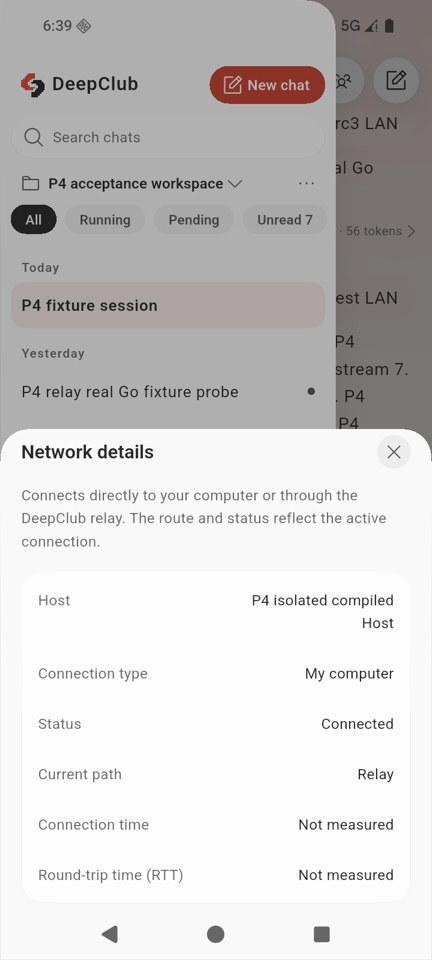 6:39
5G
DeepClub
New chat
rc3 LAN
Search chats
al Go
P4 acceptance workspace
...
All
Running
Pending
Unread 7
· 56 tokens
Today
P4 fixture session
est LAN
P4
Yesterday
stream 7.
P4 relay real Go fixture probe
. P4
P4
Network details
Connects directly to your computer or through the
DeepClub relay. The route and status reflect the active
connection.
Host
P4 isolated compiled
Host
Connection type
My computer
Status
Connected
Current path
Relay
Connection time
Not measured
Round-trip time (RTT)
Not measured